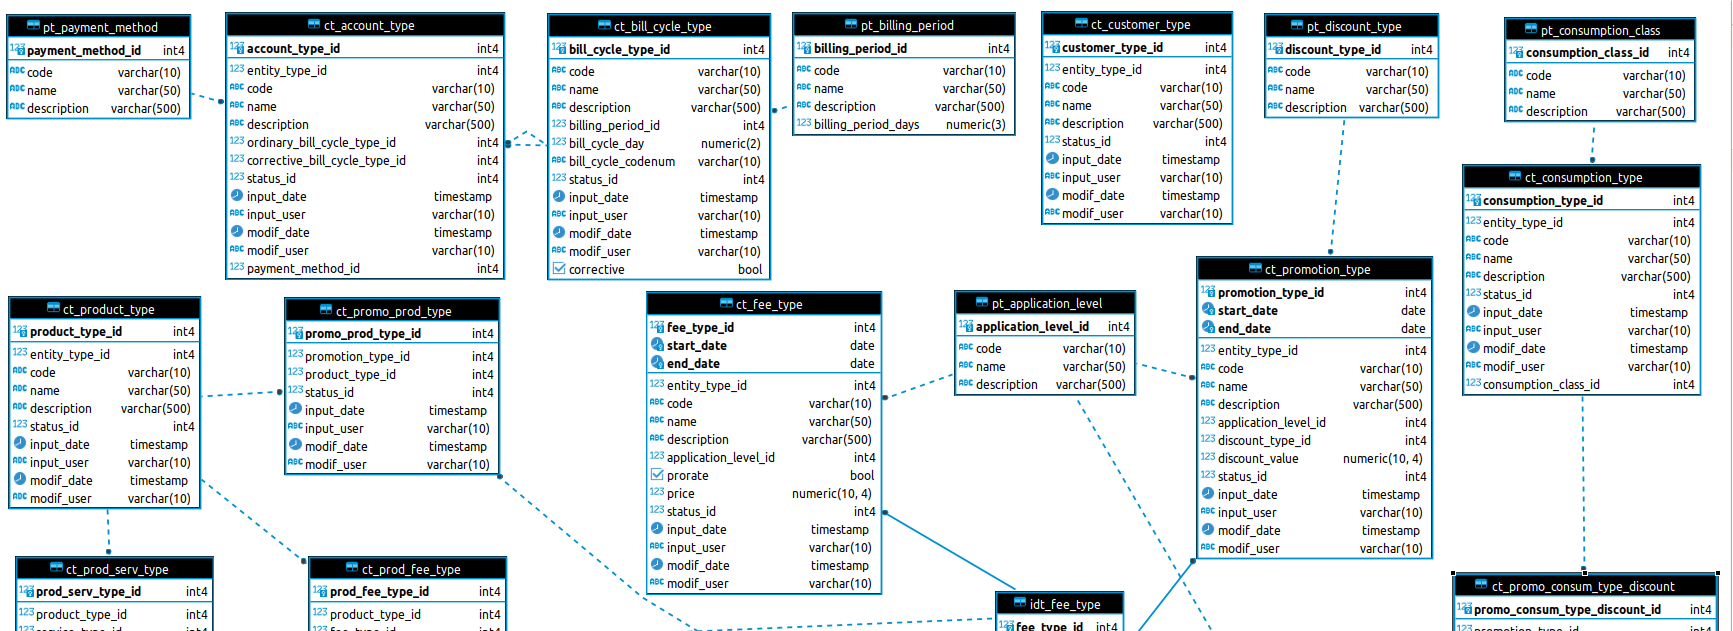 pt_payment_method
payment_method_id int4
code varchar(10)
name varchar(50)
description varchar(500)
ct_account_type
account_type_id int4
entity_type_id int4
code varchar(10)
name varchar(50)
description varchar(500)
ordinary_bill_cycle_type_id int4
corrective_bill_cycle_type_id int4
status_id int4
input_date timestamp
input_user varchar(10)
modif_date timestamp
modif_user varchar(10)
payment_method_id int4
ct_bill_cycle_type
bill_cycle_type_id int4
code varchar(10)
name varchar(50)
description varchar(500)
billing_period_id int4
bill_cycle_day numeric(2)
bill_cycle_codenum varchar(10)
status_id int4
input_date timestamp
input_user varchar(10)
modif_date timestamp
modif_user varchar(10)
corrective bool
pt_billing_period
billing_period_id int4
code varchar(10)
name varchar(50)
description varchar(500)
billing_period_days numeric(3)
ct_customer_type
customer_type_id int4
entity_type_id int4
code varchar(10)
name varchar(50)
description varchar(500)
status_id int4
input_date timestamp
input_user varchar(10)
modif_date timestamp
modif_user varchar(10)
pt_discount_type
discount_type_id int4
code varchar(10)
name varchar(50)
description varchar(500)
pt_consumption_class
consumption_class_id int4
code varchar(10)
name varchar(50)
description varchar(500)
ct_consumption_type
consumption_type_id int4
entity_type_id int4
code varchar(10)
name varchar(50)
description varchar(500)
status_id int4
input_date timestamp
input_user varchar(10)
modif_date timestamp
modif_user varchar(10)
consumption_class_id int4
ct_product_type
product_type_id int4
entity_type_id int4
code varchar(10)
name varchar(50)
description varchar(500)
status_id int4
input_date timestamp
input_user varchar(10)
modif_date timestamp
modif_user varchar(10)
ct_promo_prod_type
promo_prod_type_id int4
promotion_type_id int4
product_type_id int4
status_id int4
input_date timestamp
input_user varchar(10)
modif_date timestamp
modif_user varchar(10)
ct_fee_type
fee_type_id int4
start_date date
end_date date
entity_type_id int4
code varchar(10)
name varchar(50)
description varchar(500)
application_level_id int4
prorate bool
price numeric(10, 4)
status_id int4
input_date timestamp
input_user varchar(10)
modif_date timestamp
modif_user varchar(10)
pt_application_level
application_level_id int4
code varchar(10)
name varchar(50)
description varchar(500)
ct_promotion_type
promotion_type_id int4
start_date date
end_date date
entity_type_id int4
code varchar(10)
name varchar(50)
description varchar(500)
application_level_id int4
discount_type_id int4
discount_value numeric(10, 4)
status_id int4
input_date timestamp
input_user varchar(10)
modif_date timestamp
modif_user varchar(10)
ct_prod_serv_type
prod_serv_type_id int4
product_type_id int4
ct_prod_fee_type
prod_fee_type_id int4
product_type_id int4
idt_fee_type
fee_type_id int4
ct_promo_consum_type_discount
promo_consum_type_discount_id int4